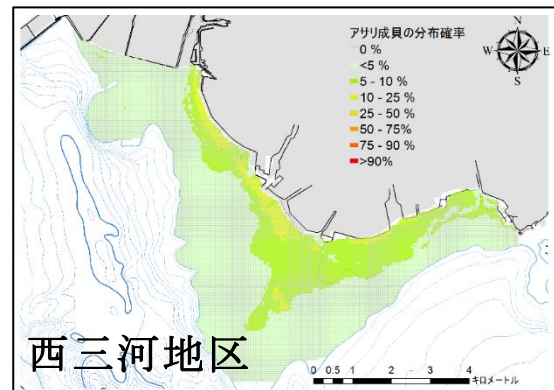 アサリ成貝の分布確率
0 %
<5 %
5 - 10 %
10 - 25 %
25 - 50 %
50 - 75%
75 - 90 %
>90%
N
W E
S
西三河地区
0 0.5 1 2 3 4
キロメートル